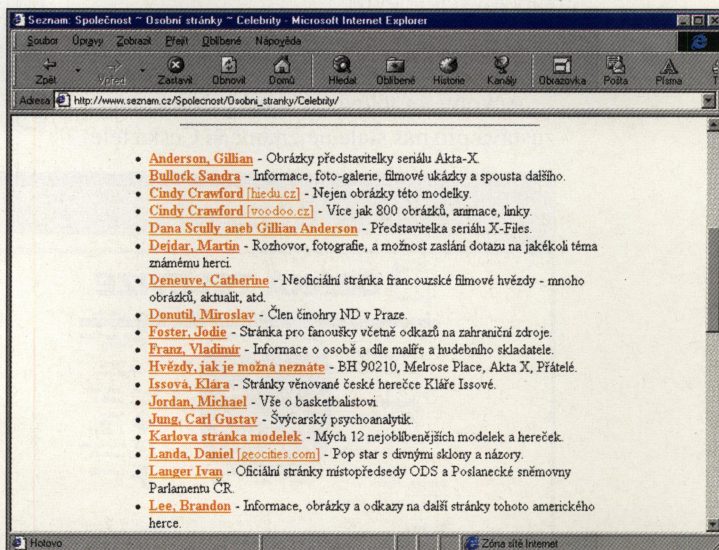 Seznam: Společnost ~ Osobní stránky ~ Celebrity - Microsoft Internet Explorer
Soubor Úpravy Zobrazit Přejít Oblíbené Nápověda
Zpět Vpřed Zastavit Obnovit Domů Hledat Oblíbené Historie Kanály Obrazovka Pošta Písma
Adresa http://www.seznam.cz/Spolecnost/Osobni_stranky/Celebrity/
• Anderson, Gillian - Obrázky představitelky seriálu Akta-X.
• Bullock Sandra - Informace, foto-galerie, filmové ukázky a spousta dalšího.
• Cindy Crawford [hiedu.cz] - Nejen obrázky této modelky.
• Cindy Crawford [voodoo.cz] - Více jak 800 obrázků, animace, linky.
• Dana Scully aneb Gillian Anderson - Představitelka seriálu X-Files.
• Dejdar, Martin - Rozhovor, fotografie, a možnost zaslání dotazu na jakékoli téma
známému herci.
• Deneuve, Catherine - Neoficiální stránka francouzské filmové hvězdy - mnoho
obrázků, aktualit, atd.
• Donutil, Miroslav - Člen činohry ND v Praze.
• Foster, Jodie - Stránka pro fanoušky včetně odkazů na zahraniční zdroje.
• Franz, Vladimír - Informace o osobě a díle malíře a hudebního skladatele.
• Hvězdy, jak je možná neznáte - BH 90210, Melrose Place, Akta X, Přátelé.
• Issová, Klára - Stránky věnované české herečce Kláře Issové.
• Jordan, Michael - Vše o basketbalistovi.
• Jung, Carl Gustav - Švýcarský psychoanalytik.
• Karlova stránka modelek - Mých 12 nejoblíbenějších modelek a hereček.
• Landa, Daniel [geocities.com] - Pop star s divnými sklony a názory.
• Langer Ivan - Oficiální stránky místopředsedy ODS a Poslanecké sněmovny
Parlamentu ČR.
• Lee, Brandon - Informace, obrázky a odkazy na další stránky tohoto amerického
herce.
Hotovo Zóna sítě Internet